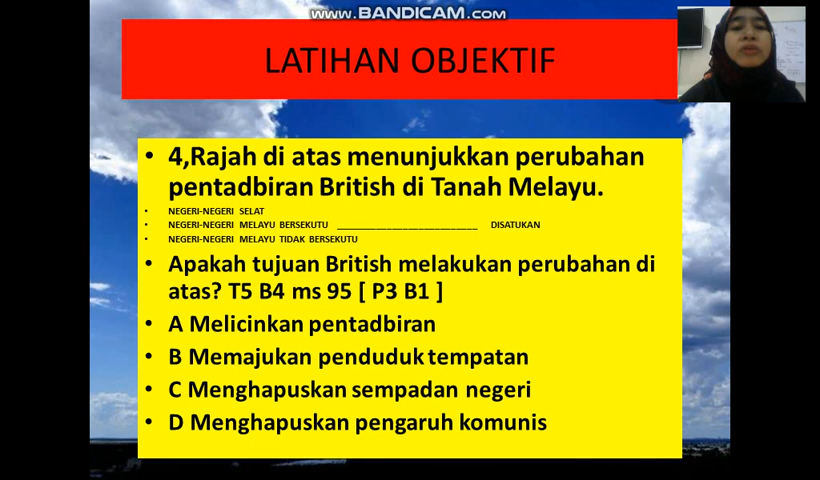 www.BANDICAM.com
LATIHAN OBJEKTIF
• 4,Rajah di atas menunjukkan perubahan
pentadbiran British di Tanah Melayu.
• NEGERI-NEGERI SELAT
• NEGERI-NEGERI MELAYU BERSEKUTU ____________________________ DISATUKAN
• NEGERI-NEGERI MELAYU TIDAK BERSEKUTU
• Apakah tujuan British melakukan perubahan di
atas? T5 B4 ms 95 [ P3 B1 ]
• A Melicinkan pentadbiran
• B Memajukan penduduk tempatan
• C Menghapuskan sempadan negeri
• D Menghapuskan pengaruh komunis